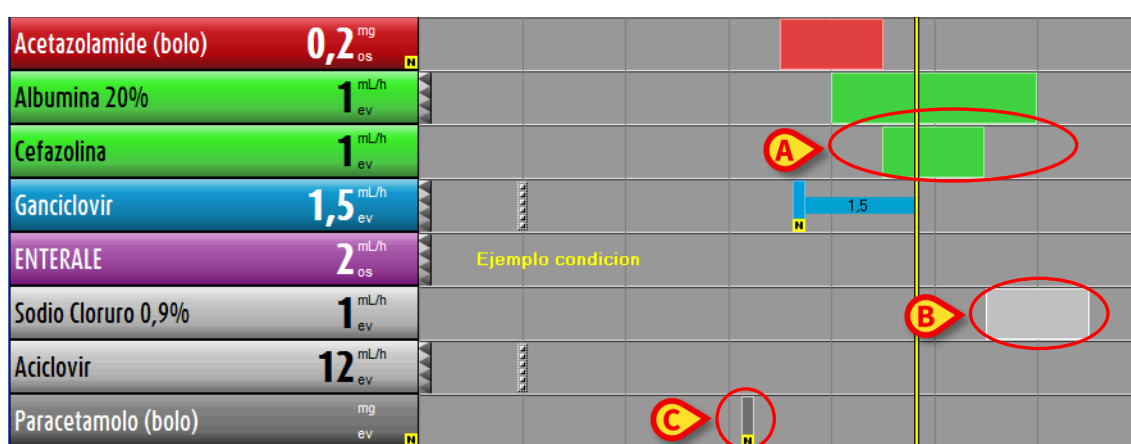 Acetazolamide (bolo) 0,2 mg os N
Albumina 20% 1 mL/h ev
Cefazolina 1 mL/h ev
A
Ganciclovir 1,5 mL/h ev
N
1,5
ENTERALE 2 mL/h os
Ejemplo condicion
Sodio Cloruro 0,9% 1 mL/h ev
B
Aciclovir 12 mL/h ev
Paracetamolo (bolo) mg ev N
C
N